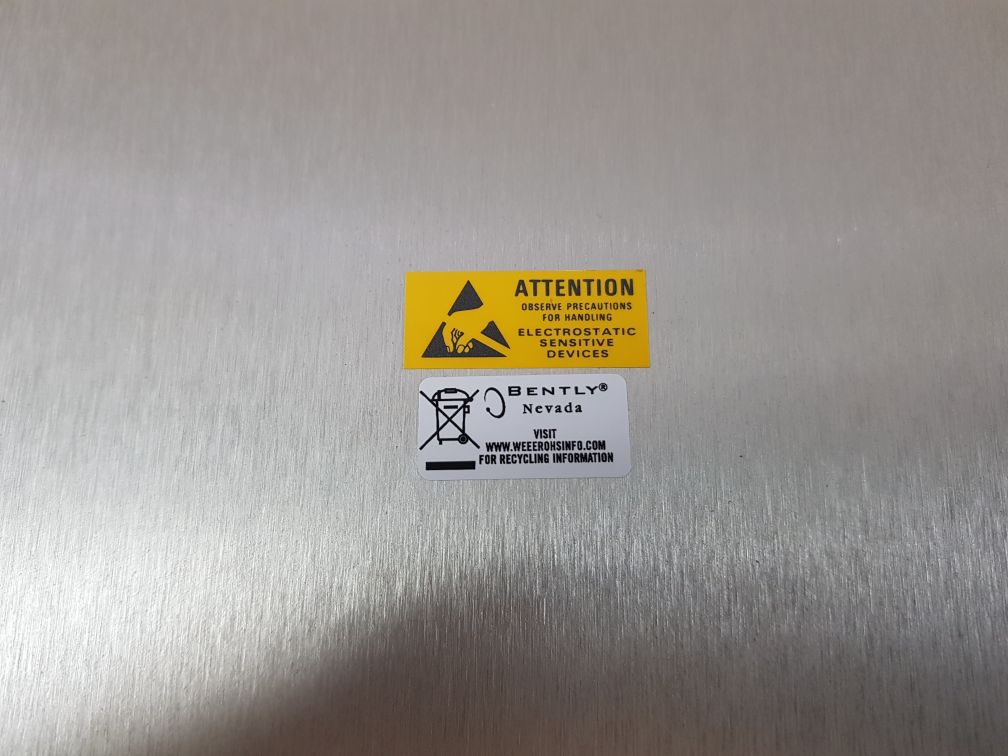 ATTENTION
OBSERVE PRECAUTIONS
FOR HANDLING
ELECTROSTATIC
SENSITIVE
DEVICES
BENTLY®
Nevada
VISIT
WWW.WEEEROHSINFO.COM
FOR RECYCLING INFORMATION